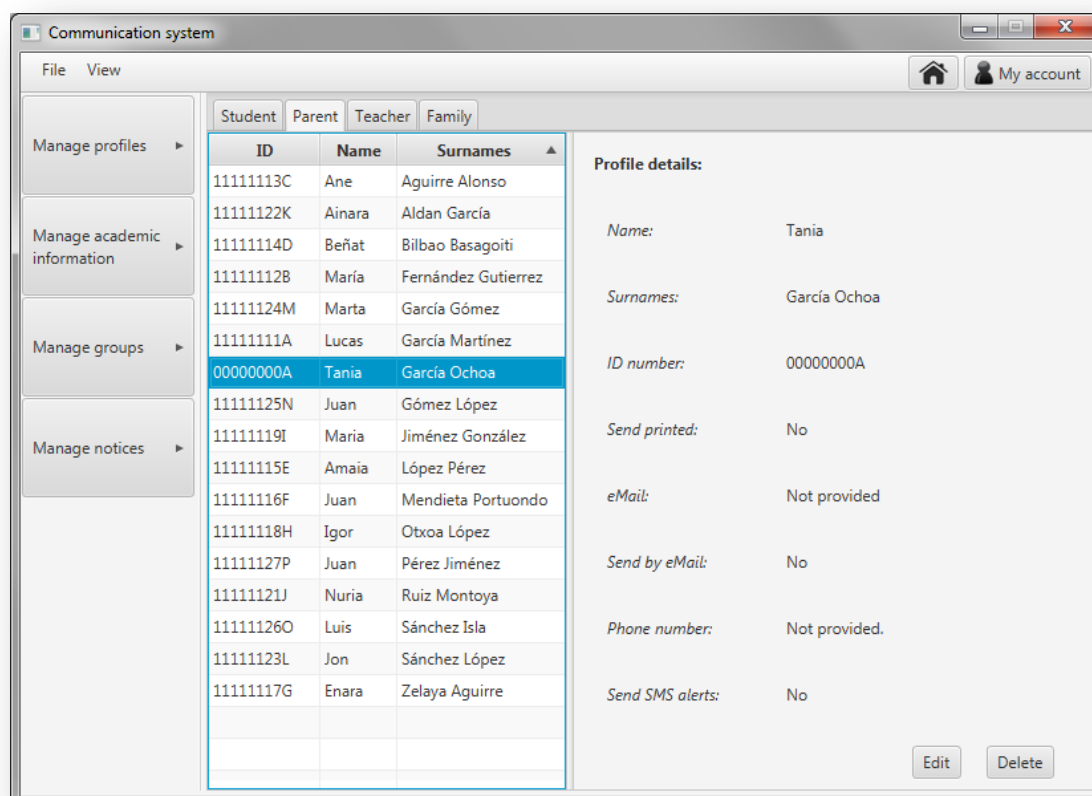 Communication system
File View My account
Student Parent Teacher Family
Manage profiles
Manage academic
information
Manage groups
Manage notices
ID Name Surnames
11111113C Ane Aguirre Alonso
11111122K Ainara Aldan García
11111114D Beñat Bilbao Basagoiti
11111112B María Fernández Gutierrez
11111124M Marta García Gómez
11111111A Lucas García Martínez
00000000A Tania García Ochoa
11111125N Juan Gómez López
11111119I Maria Jiménez González
11111115E Amaia López Pérez
11111116F Juan Mendieta Portuondo
11111118H Igor Otxoa López
11111127P Juan Pérez Jiménez
11111121J Nuria Ruiz Montoya
11111126O Luis Sánchez Isla
11111123L Jon Sánchez López
11111117G Enara Zelaya Aguirre
Profile details:
Name: Tania
Surnames: García Ochoa
ID number: 00000000A
Send printed: No
eMail: Not provided
Send by eMail: No
Phone number: Not provided.
Send SMS alerts: No
Edit Delete